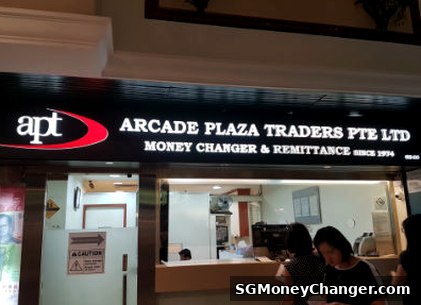 apt
ARCADE PLAZA TRADERS PTE LTD
MONEY CHANGER & REMITTANCE SINCE 1974
CAUTION
SGMoneyChanger.com